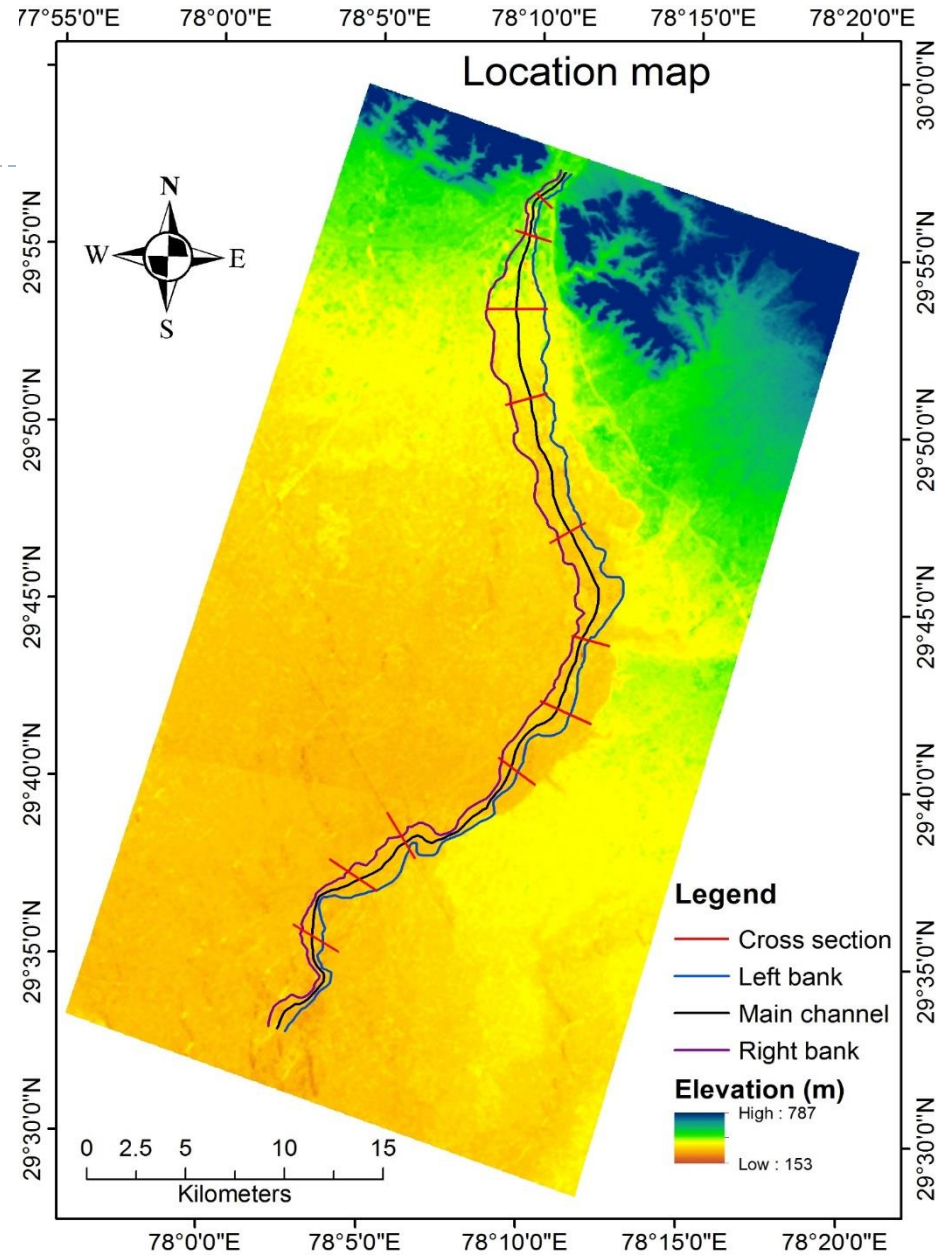 77°55'0"E 78°0'0"E 78°5'0"E 78°10'0"E 78°15'0"E 78°20'0"E
Location map
30°0'0"N
N
W E
S
29°55'0"N
29°55'0"N
29°50'0"N
29°50'0"N
29°45'0"N
29°45'0"N
29°40'0"N
29°40'0"N
29°35'0"N
29°35'0"N
29°30'0"N
29°30'0"N
Legend
Cross section
Left bank
Main channel
Right bank
Elevation (m)
High : 787
Low : 153
0 2.5 5 10 15
Kilometers
78°0'0"E 78°5'0"E 78°10'0"E 78°15'0"E 78°20'0"E